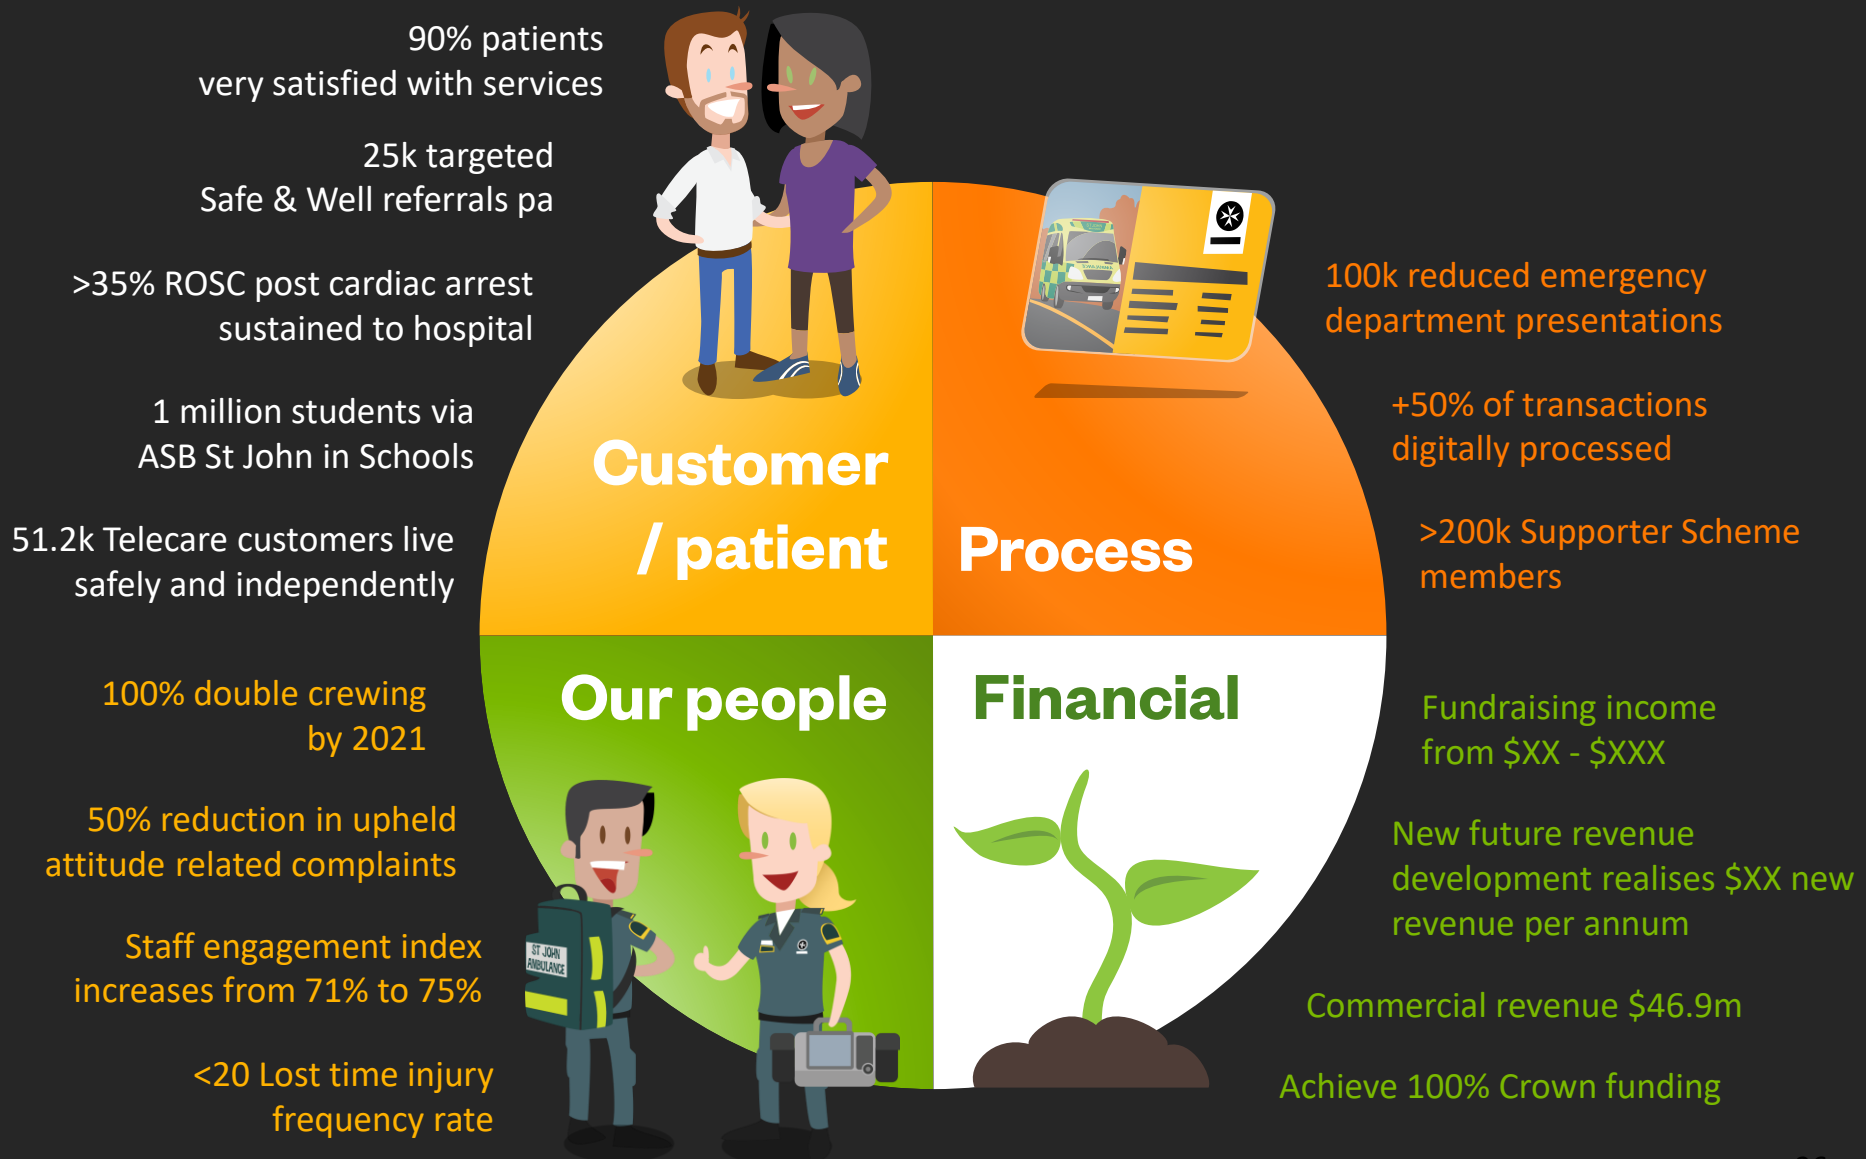 90% patients
very satisfied with services
25k targeted
Safe & Well referrals pa
>35% ROSC post cardiac arrest
sustained to hospital
1 million students via
ASB St John in Schools
51.2k Telecare customers live
safely and independently
Customer
/ patient
Process
100k reduced emergency
department presentations
+50% of transactions
digitally processed
>200k Supporter Scheme
members
Our people
100% double crewing
by 2021
50% reduction in upheld
attitude related complaints
Staff engagement index
increases from 71% to 75%
<20 Lost time injury
frequency rate
ST JOHN
AMBULANCE
Financial
Fundraising income
from $XX - $XXX
New future revenue
development realises $XX new
revenue per annum
Commercial revenue $46.9m
Achieve 100% Crown funding